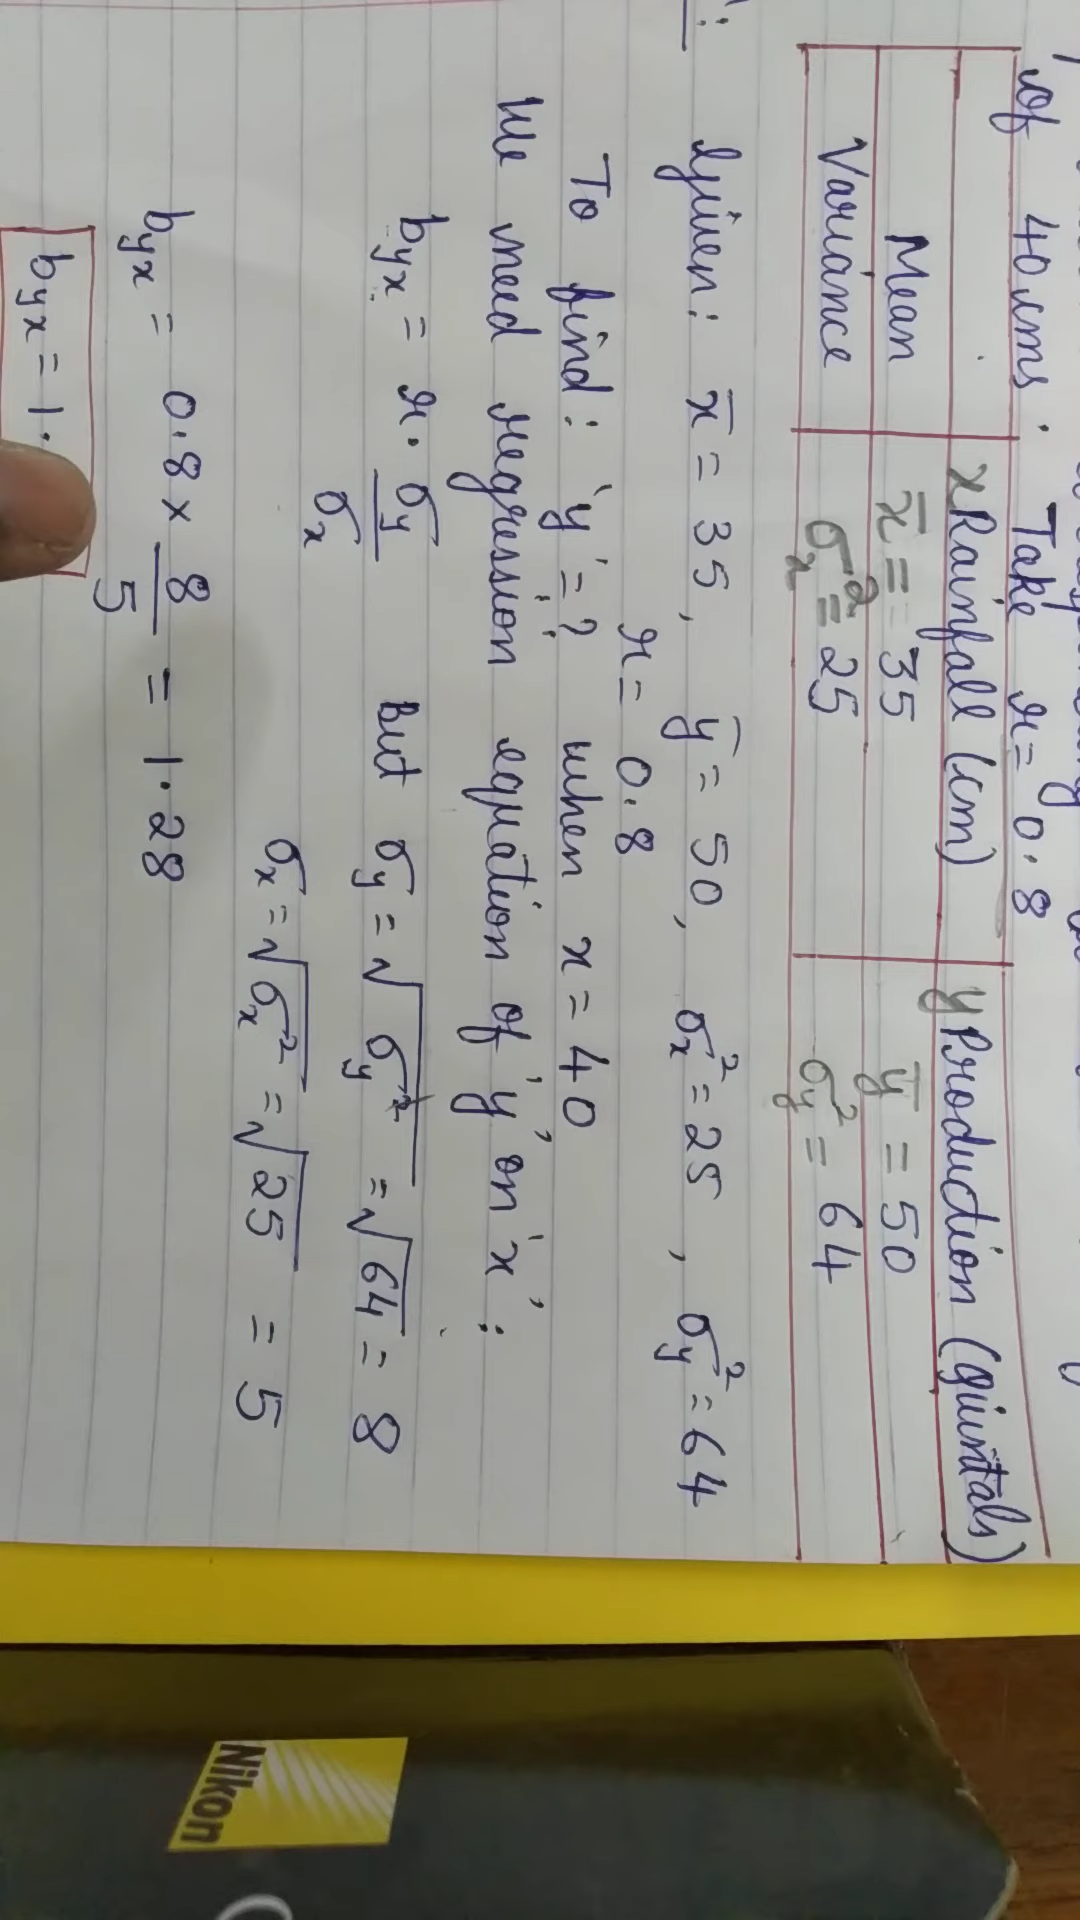 of 40 cms. Take r = 0.8
x Rainfall (cm) y Production (quintals)
Mean x̅ = 35 y̅ = 50
Variance σx² = 25 σy² = 64
Given: x̅ = 35, y̅ = 50, σx² = 25, σy² = 64
r = 0.8
To find: 'y' = ? when x = 40
We need regression equation of 'y' on 'x':
byx = r. σy/σx but σy = √σy² = √64 = 8
σx = √σx² = √25 = 5
byx = 0.8 × 8/5 = 1.28
byx = 1.
Nikon